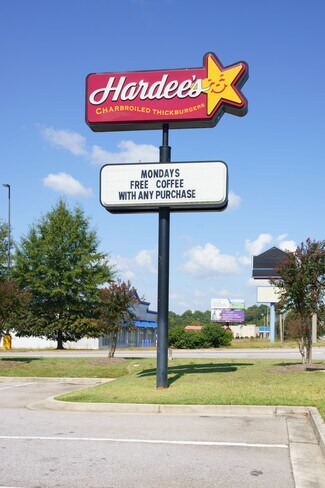 Hardee's
CHARBROILED THICKBURGERS
MONDAYS
FREE COFFEE
WITH ANY PURCHASE